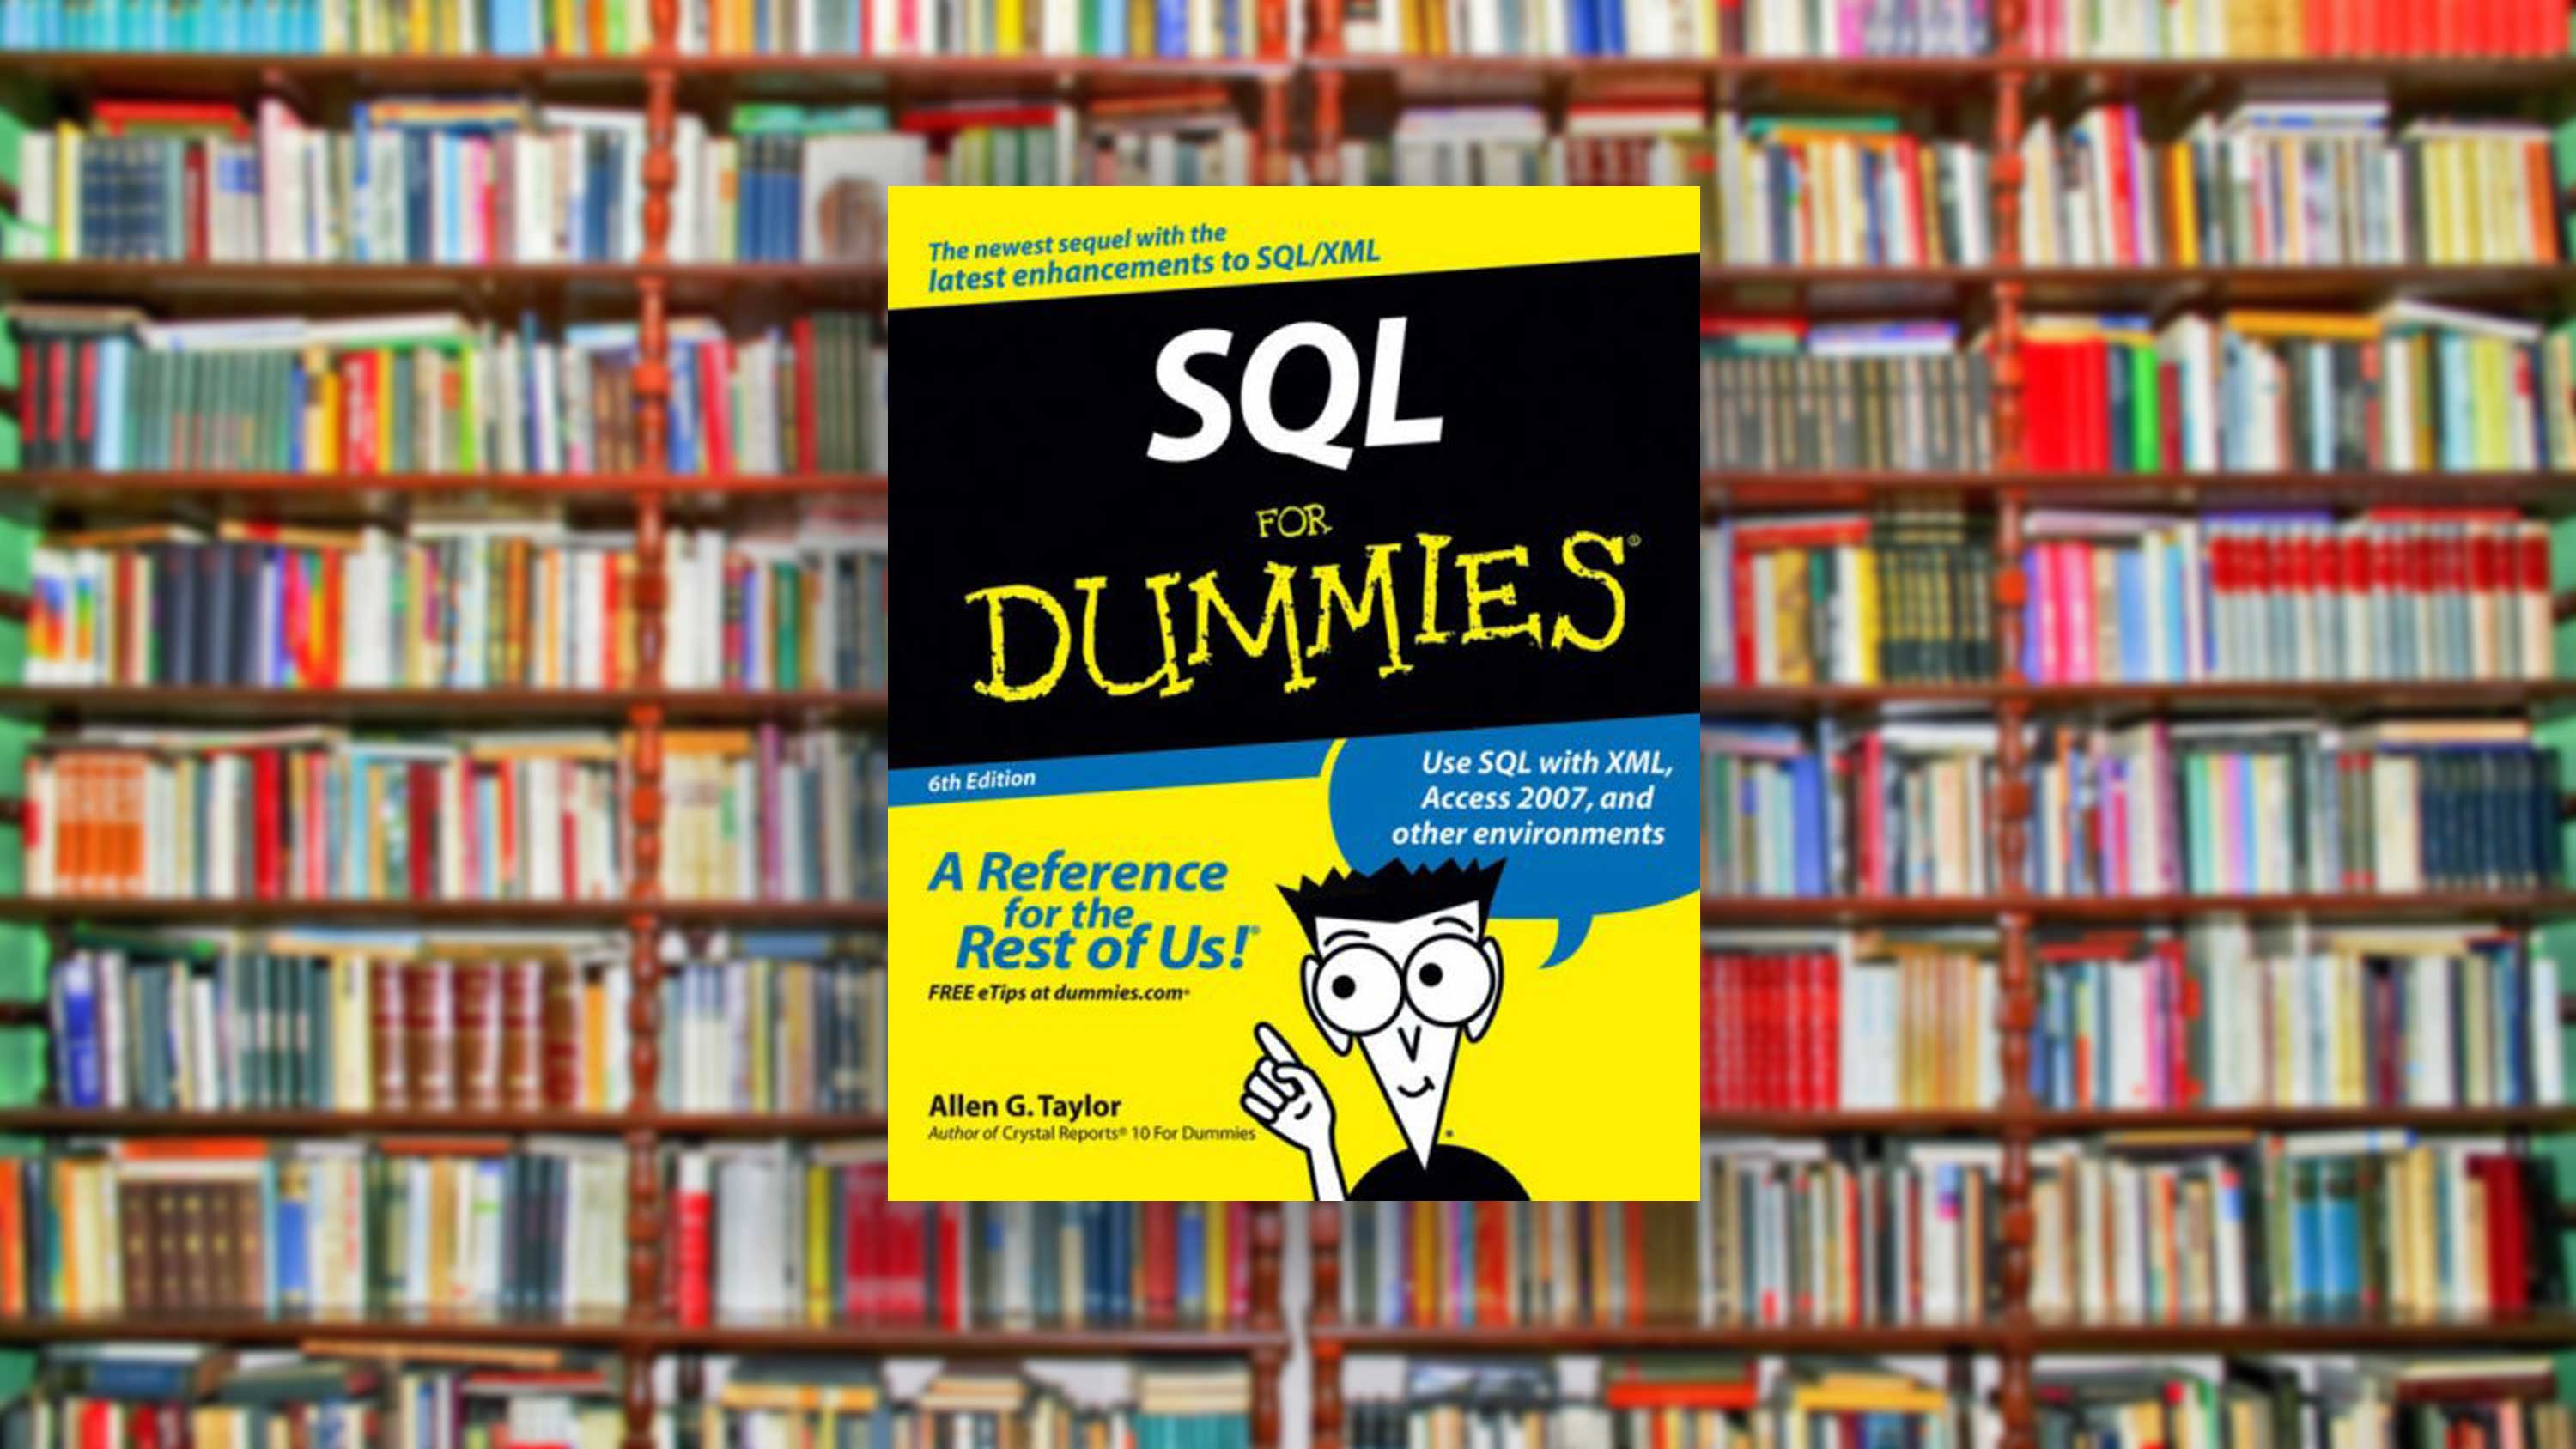 The newest sequel with the
latest enhancements to SQL/XML
SQL
FOR
DUMMIES®
6th Edition
Use SQL with XML,
Access 2007, and
other environments
A Reference
for the
Rest of Us!®
FREE eTips at dummies.com®
Allen G. Taylor
Author of Crystal Reports® 10 For Dummies